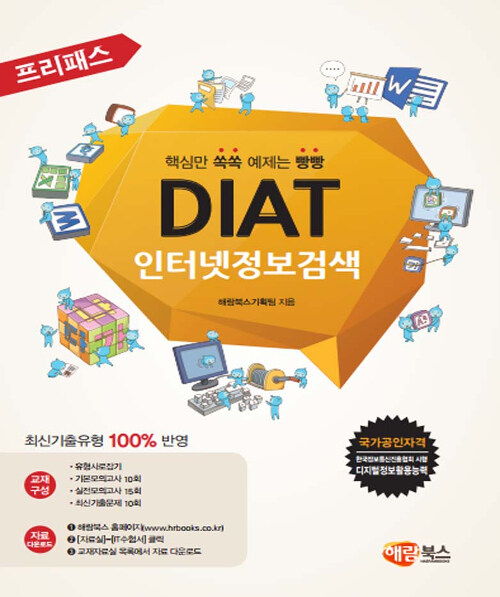 프리패스
핵심만 쏙쏙 예제는 빵빵
DIAT
인터넷정보검색
해람북스기획팀 지음
최신기출유형 100% 반영
교재
구성
• 유형사로잡기
• 기본모의고사 10회
• 실전모의고사 15회
• 최신기출문제 10회
자료
다운로드
❶ 해람북스 홈페이지(www.hrbooks.co.kr)
❷ [자료실]-[IT수험서] 클릭
❸ 교재자료실 목록에서 자료 다운로드
국가공인자격
한국정보통신진흥협회 시행
디지털정보활용능력
해람북스